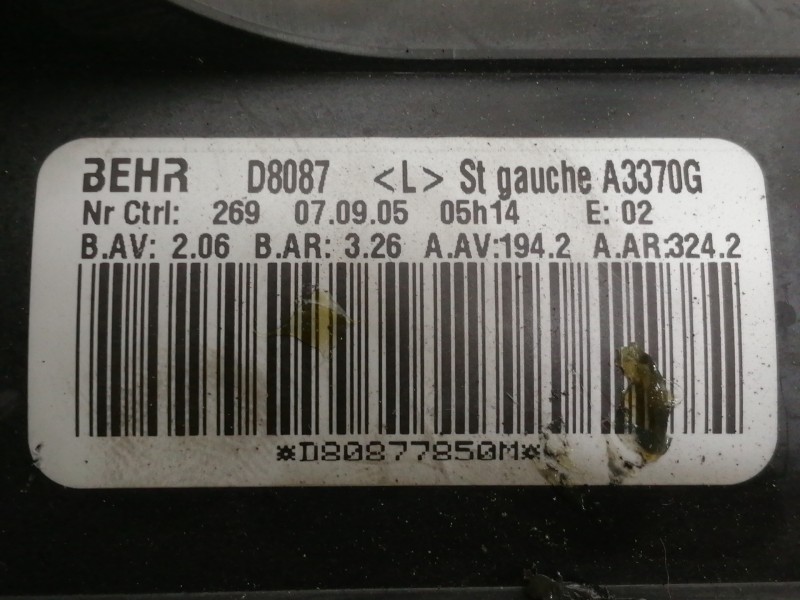 BEHR D8087 <L> St gauche A3370G
Nr Ctrl: 269 07.09.05 05h14 E: 02
B.AV: 2.06 B.AR: 3.26 A.AV:194.2 A.AR:324.2
*D80877850M*